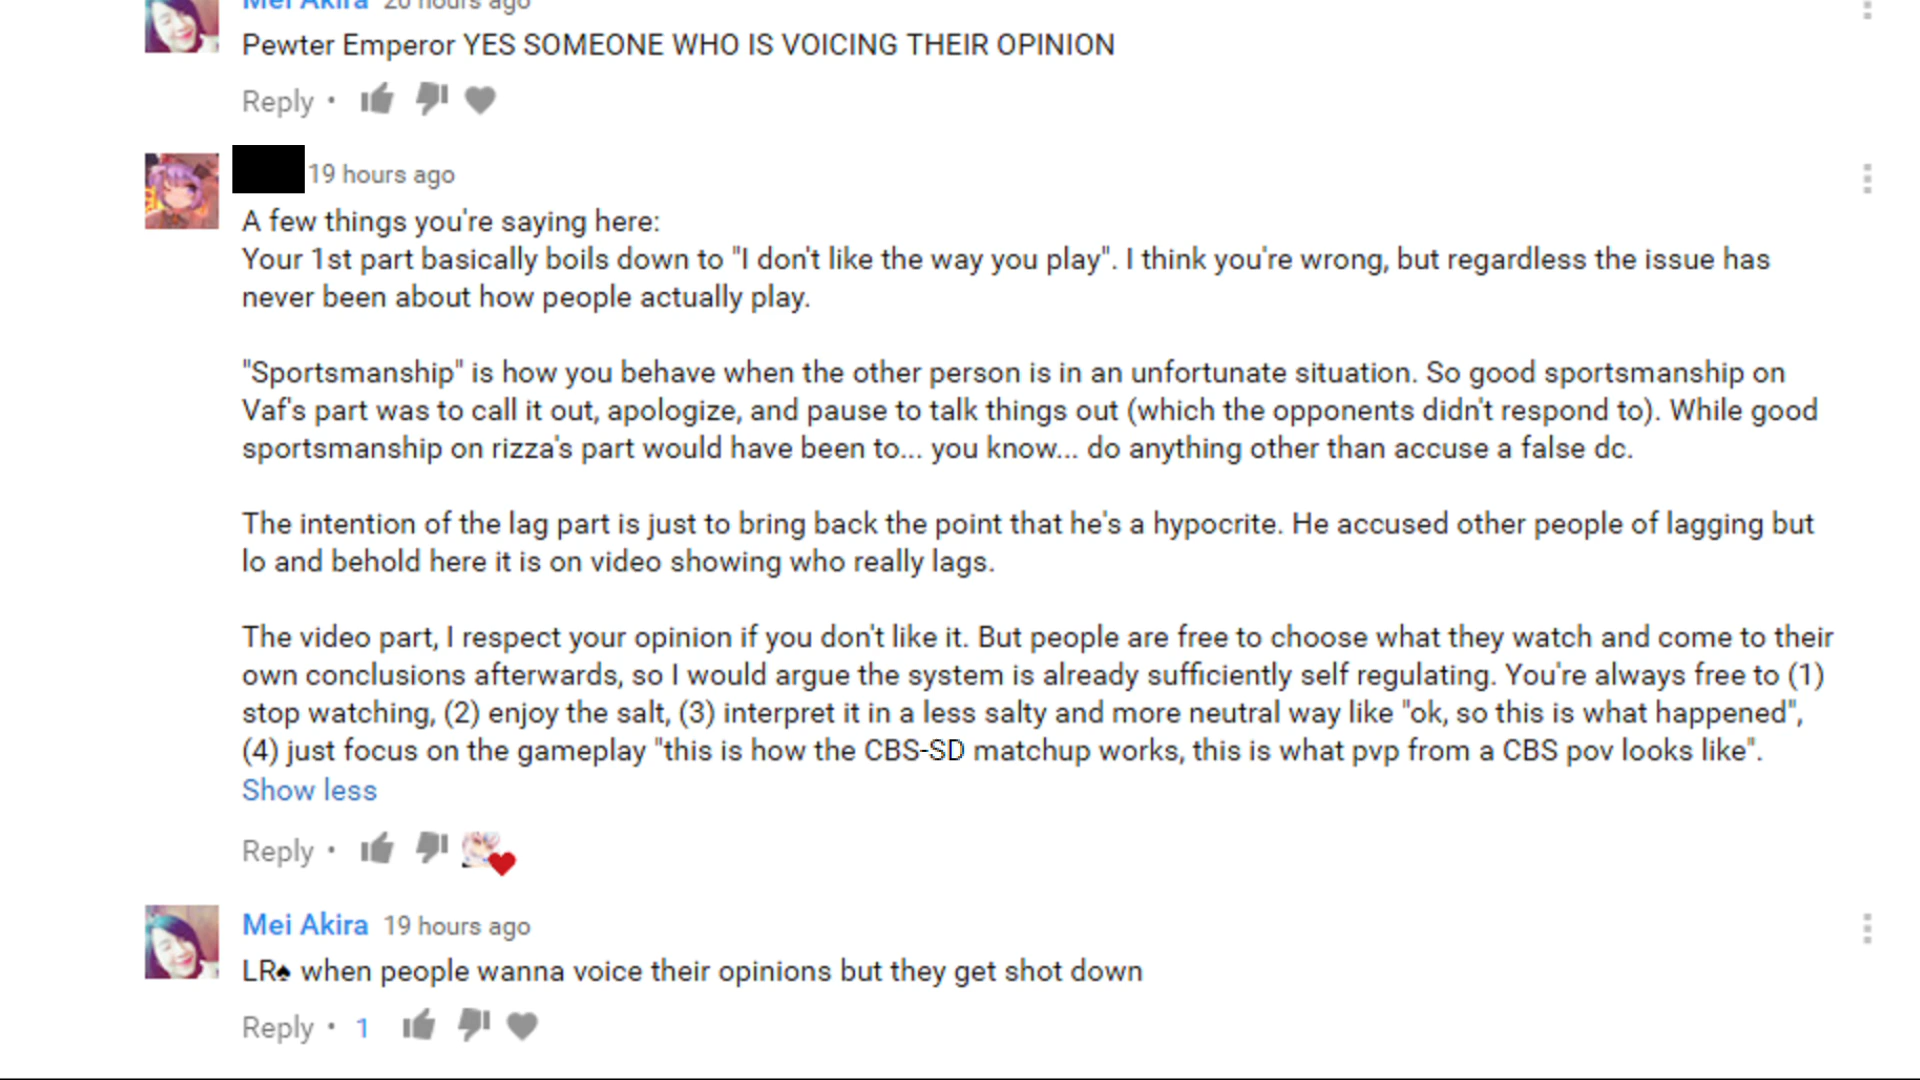 Mei Akira 20 hours ago
Pewter Emperor YES SOMEONE WHO IS VOICING THEIR OPINION
Reply •
19 hours ago
A few things you're saying here:
Your 1st part basically boils down to "I don't like the way you play". I think you're wrong, but regardless the issue has
never been about how people actually play.
"Sportsmanship" is how you behave when the other person is in an unfortunate situation. So good sportsmanship on
Vaf's part was to call it out, apologize, and pause to talk things out (which the opponents didn't respond to). While good
sportsmanship on rizza's part would have been to... you know... do anything other than accuse a false dc.
The intention of the lag part is just to bring back the point that he's a hypocrite. He accused other people of lagging but
lo and behold here it is on video showing who really lags.
The video part, I respect your opinion if you don't like it. But people are free to choose what they watch and come to their
own conclusions afterwards, so I would argue the system is already sufficiently self regulating. You're always free to (1)
stop watching, (2) enjoy the salt, (3) interpret it in a less salty and more neutral way like "ok, so this is what happened",
(4) just focus on the gameplay "this is how the CBS-SD matchup works, this is what pvp from a CBS pov looks like".
Show less
Reply •
Mei Akira 19 hours ago
LR♠ when people wanna voice their opinions but they get shot down
Reply • 1